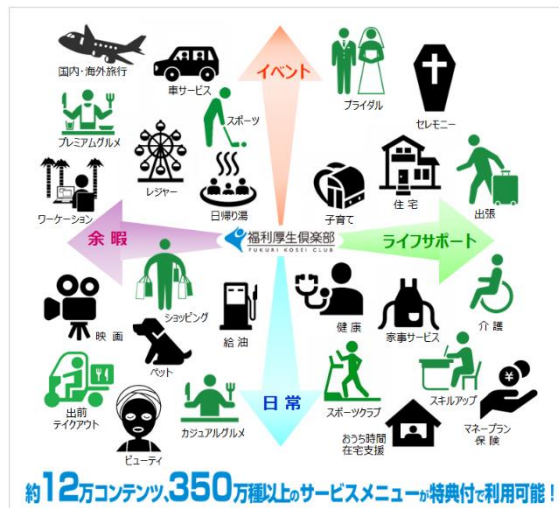 イベント
国内・海外旅行
車サービス
ブライダル
セレモニー
プレミアムグルメ
スポーツ
レジャー
日帰り湯
ワーケーション
子育て
住宅
出張
余暇
福利厚生倶楽部
FUKURI KOSEI CLUB
ライフサポート
映画
ショッピング
ペット
給油
健康
家事サービス
介護
出前
テイクアウト
ビューティ
カジュアルグルメ
日常
スポーツクラブ
おうち時間
在宅支援
スキルアップ
¥
マネープラン
保険
約12万コンテンツ、350万種以上のサービスメニューが特典付で利用可能!